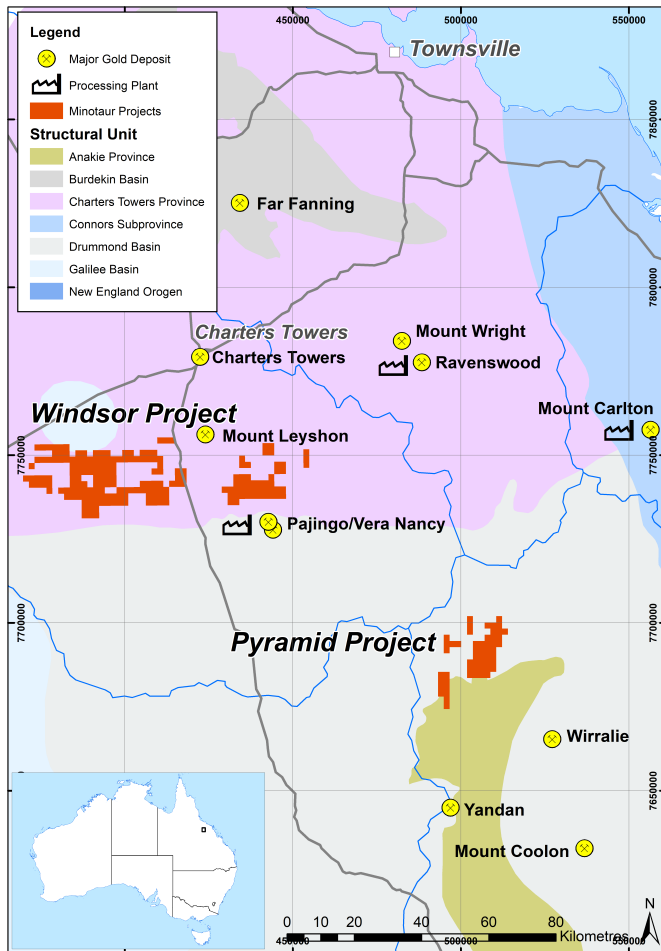 450000
500000
550000
Legend
Major Gold Deposit
Processing Plant
Minotaur Projects
Structural Unit
Anakie Province
Burdekin Basin
Charters Towers Province
Connors Subprovince
Drummond Basin
Galilee Basin
New England Orogen
Townsville
7850000
Far Fanning
7800000
Charters Towers
Mount Wright
Charters Towers
Ravenswood
Windsor Project
Mount Carlton
Mount Leyshon
7750000
7750000
Pajingo/Vera Nancy
7700000
7700000
Pyramid Project
Wirralie
7650000
Yandan
Mount Coolon
N
0 10 20 40 60 80
Kilometres
450000
500000
550000